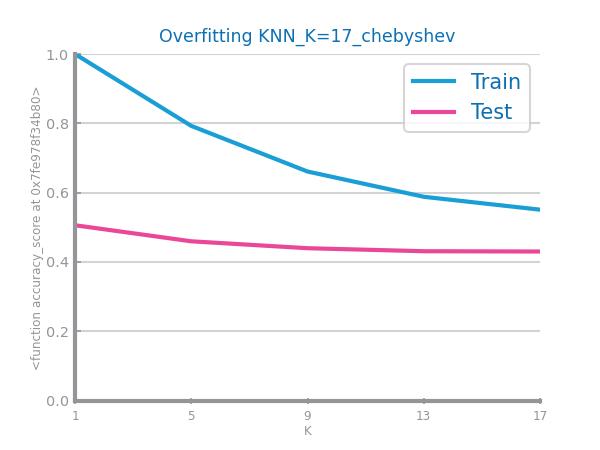 Overfitting KNN_K=17_chebyshev
<function accuracy_score at 0x7fe978f34b80>
1.0
0.8
0.6
0.4
0.2
0.0
Train
Test
1 5 9 13 17
K